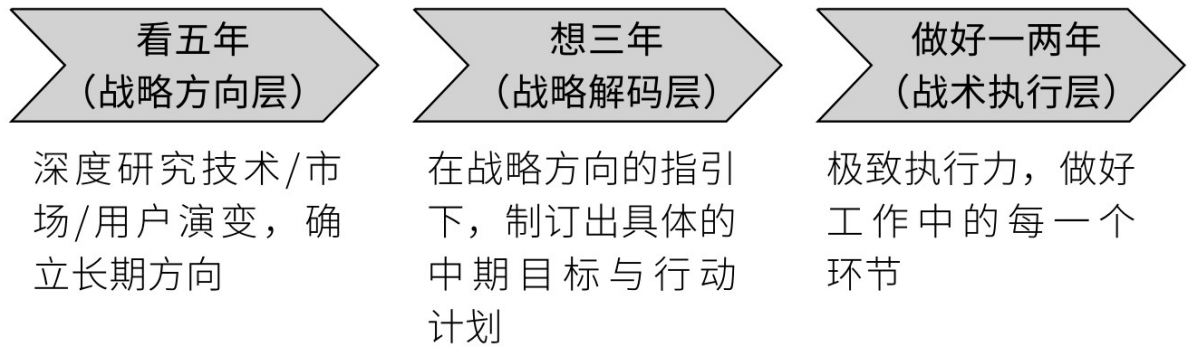 看五年
（战略方向层）
深度研究技术/市
场/用户演变，确
立长期方向
想三年
（战略解码层）
在战略方向的指引
下，制订出具体的
中期目标与行动
计划
做好一两年
（战术执行层）
极致执行力，做好
工作中的每一个
环节